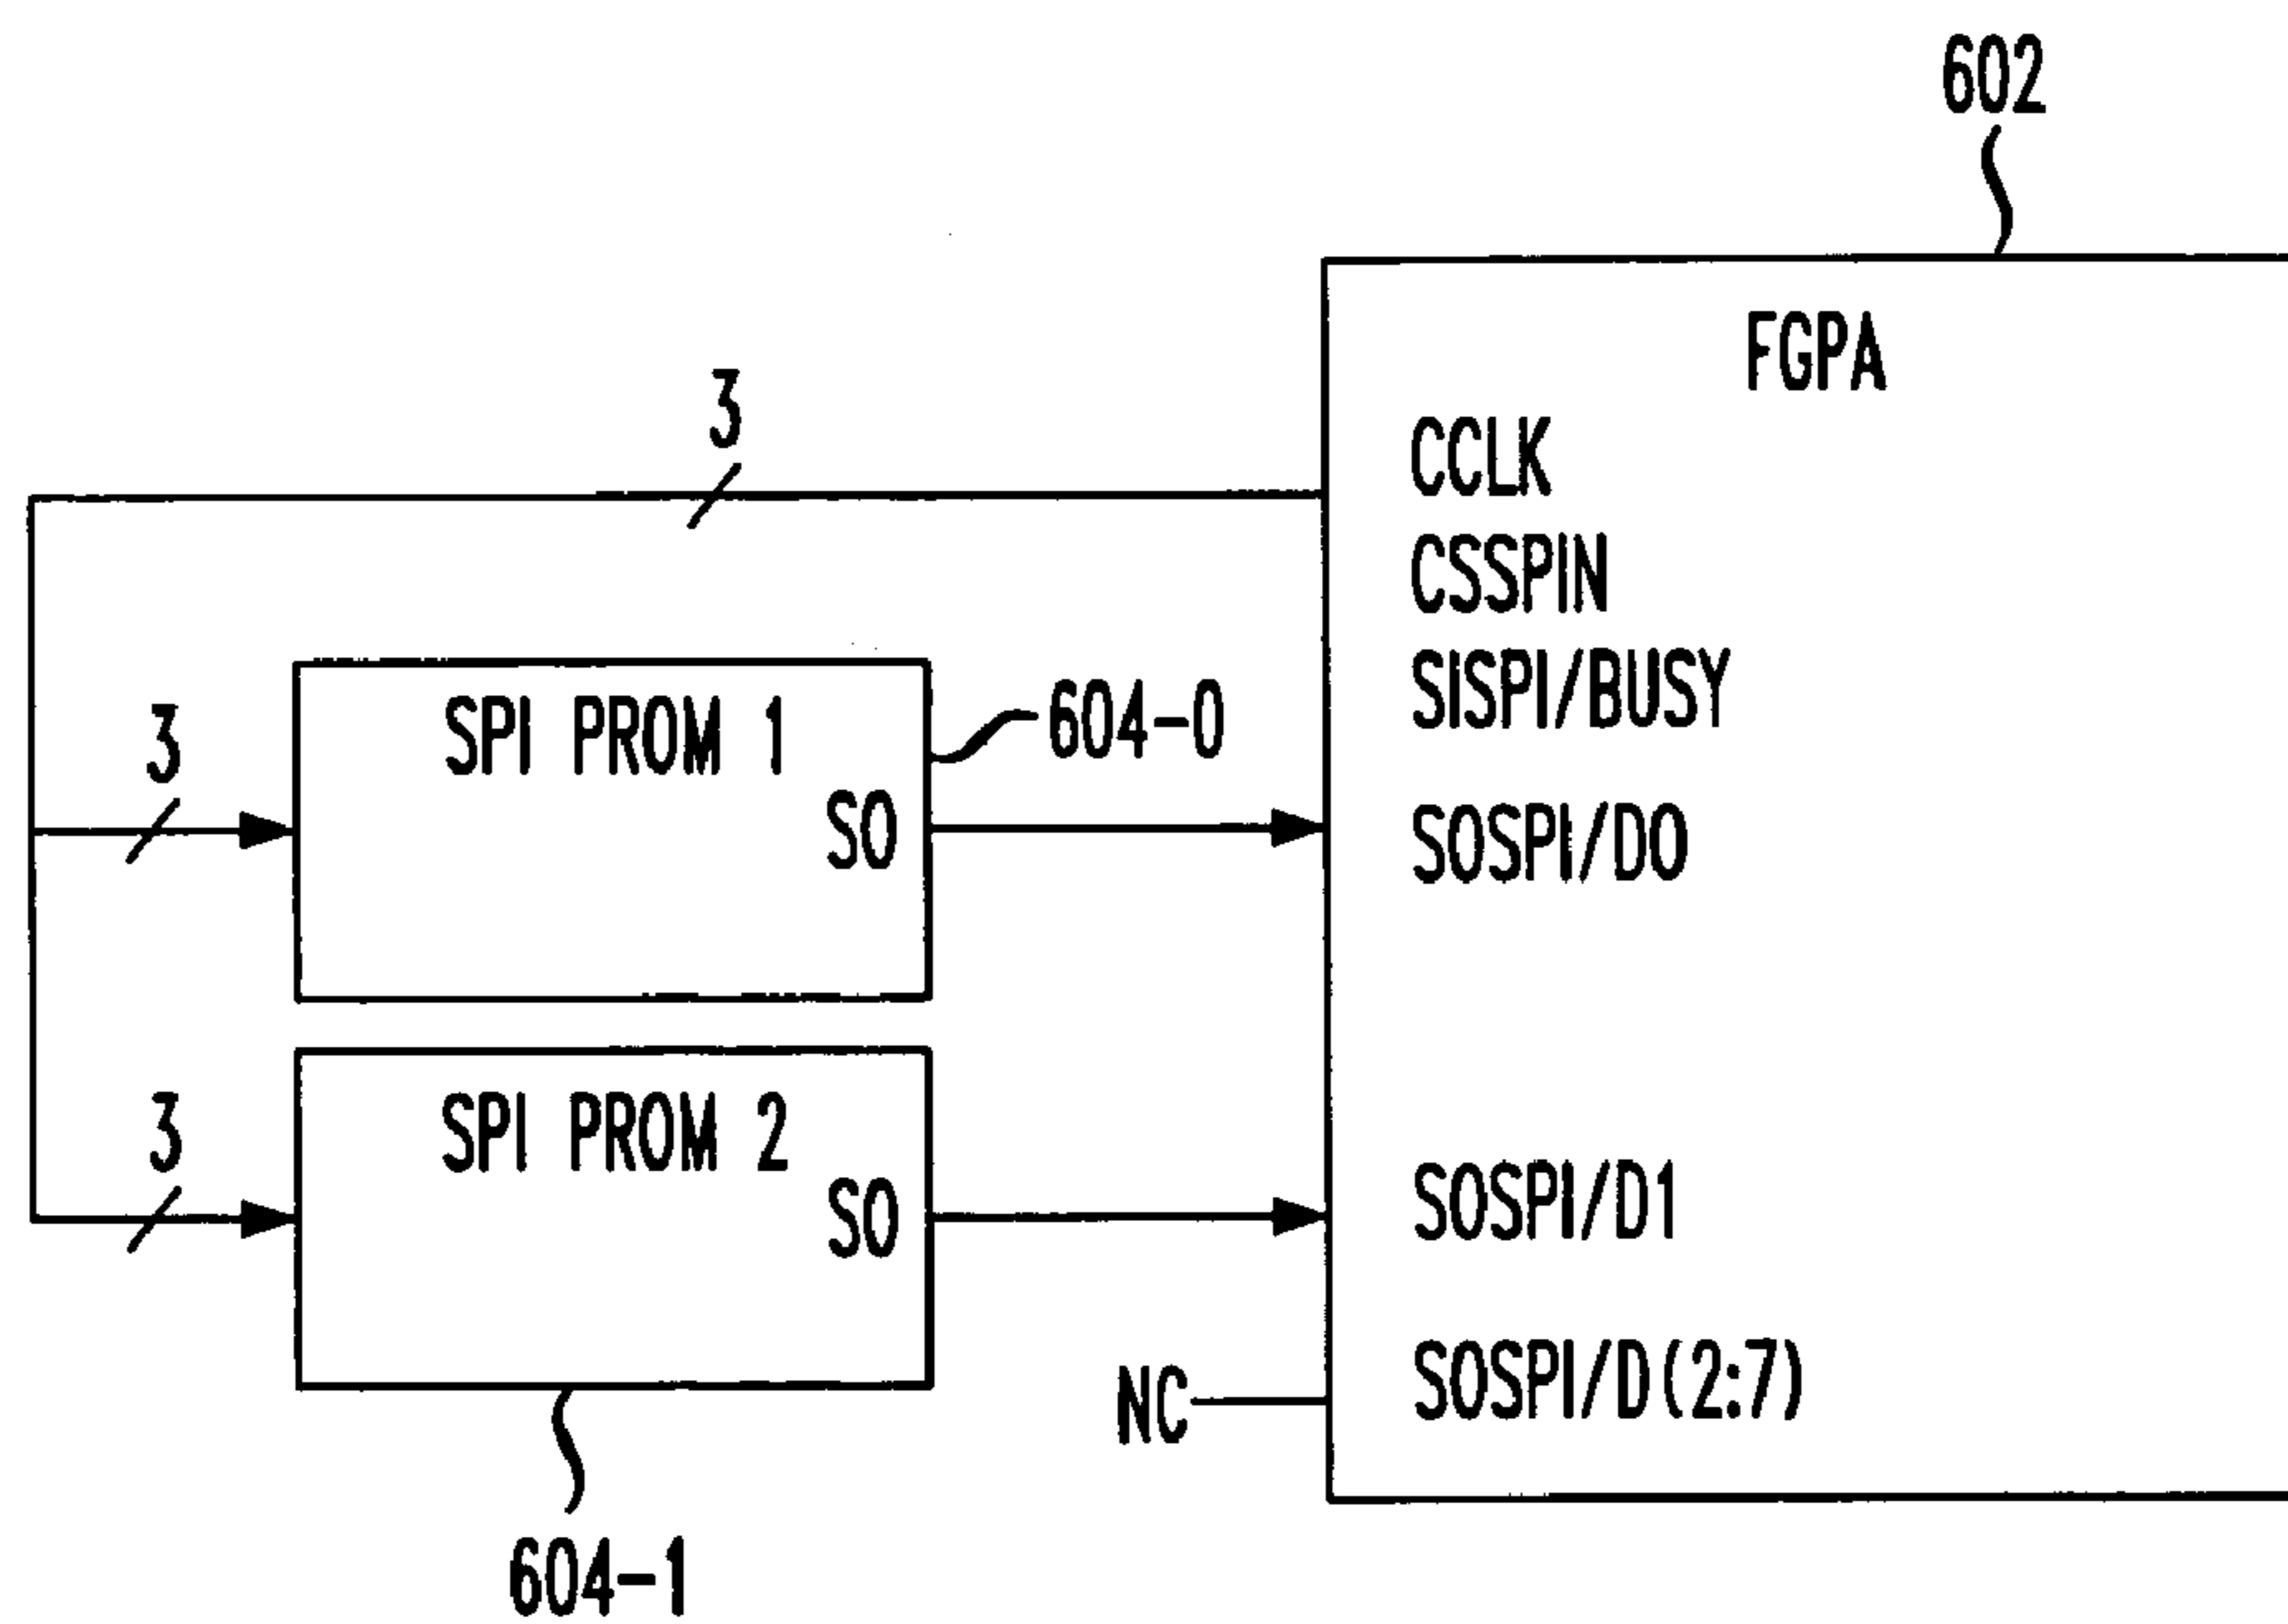 602
FGPA
3
CCLK
CSSPIN
SISPI/BUSY
3
SPI PROM 1
604-0
SO
SOSPI/D0
3
SPI PROM 2
SO
SOSPI/D1
NC
SOSPI/D(2:7)
604-1